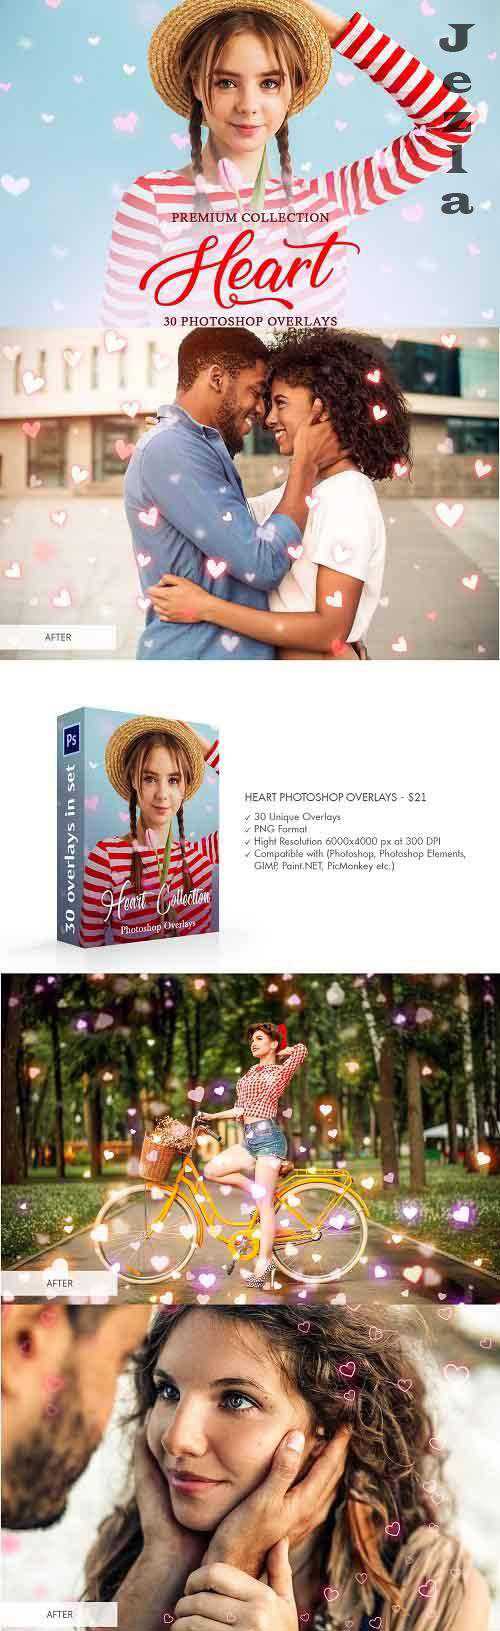 Jezla
PREMIUM COLLECTION
Heart
30 PHOTOSHOP OVERLAYS
AFTER
Ps
30 overlays in set
Heart Collection
Photoshop Overlays
HEART PHOTOSHOP OVERLAYS - $21
✓ 30 Unique Overlays
✓ PNG Format
✓ Hight Resolution 6000x4000 px at 300 DPI
✓ Compatible with (Photoshop, Photoshop Elements,
GIMP, Paint.NET, PicMonkey etc.)
AFTER
AFTER